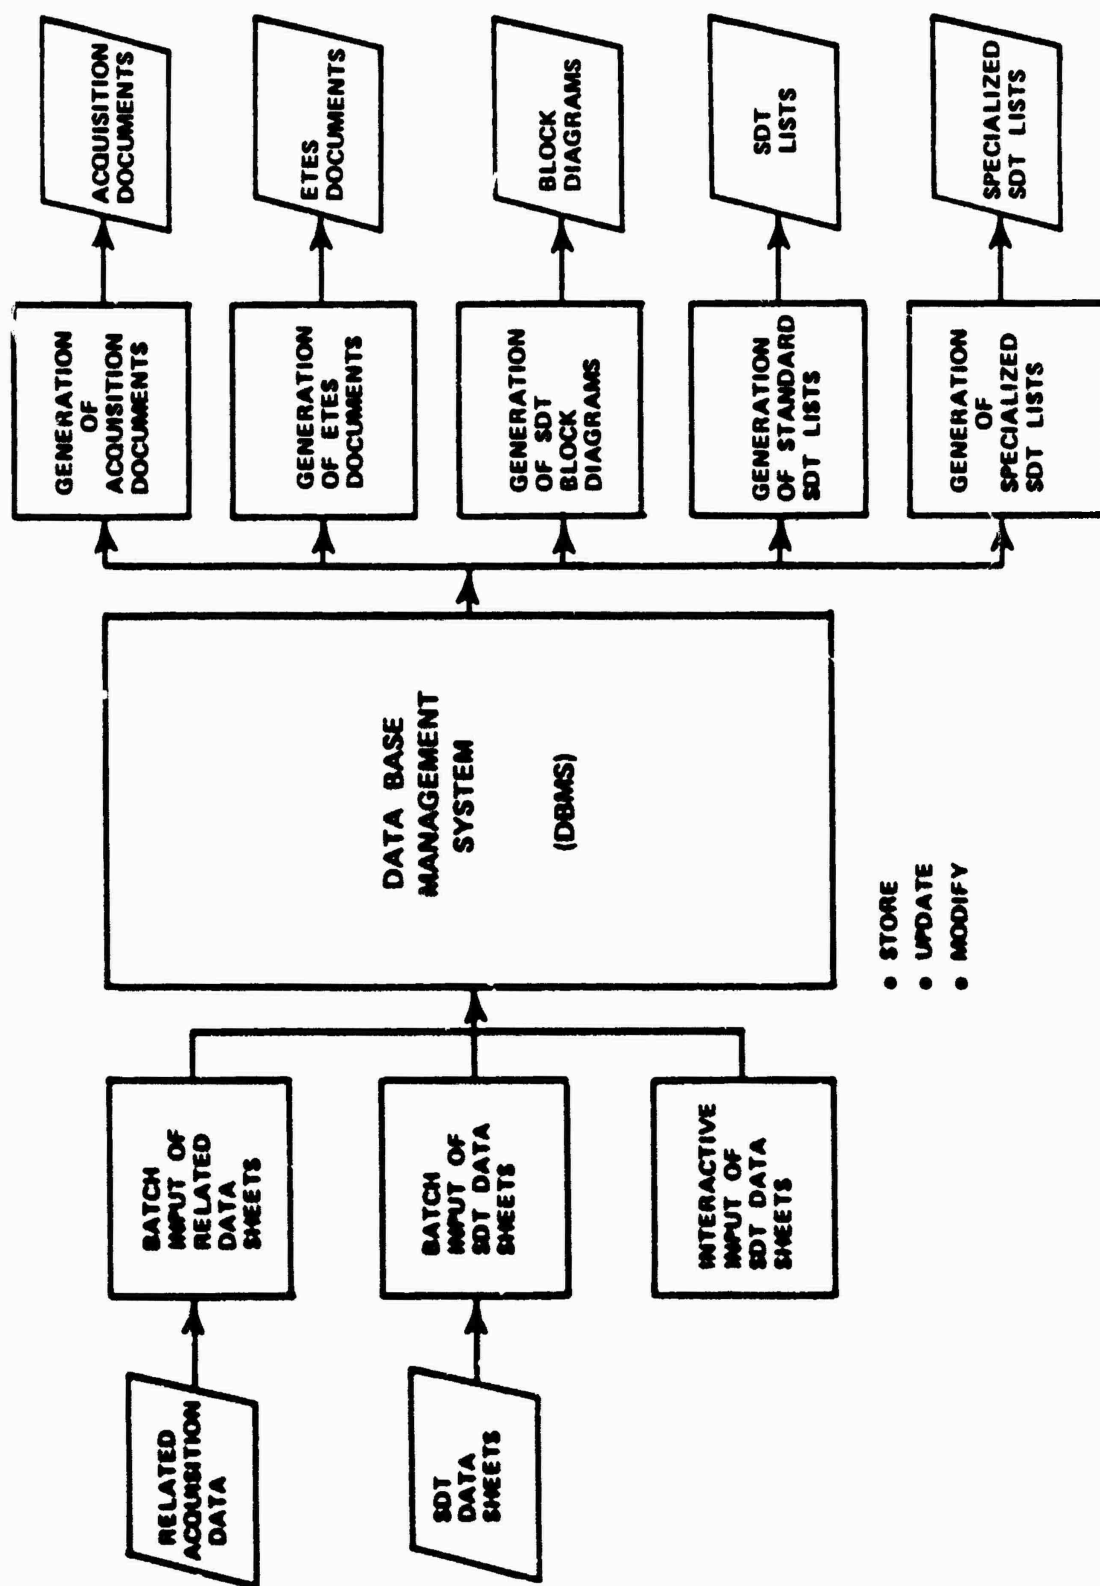 RELATED
ACQUISITION
DATA
SDT
DATA
SHEETS
BATCH
INPUT OF
RELATED
DATA
SHEETS
BATCH
INPUT OF
SDT DATA
SHEETS
INTERACTIVE
INPUT OF
SDT DATA
SHEETS
DATA BASE
MANAGEMENT
SYSTEM
(DBMS)
• STORE
• UPDATE
• MODIFY
GENERATION
OF
ACQUISITION
DOCUMENTS
GENERATION
OF ETES
DOCUMENTS
GENERATION
OF SDT
BLOCK
DIAGRAMS
GENERATION
OF STANDARD
SDT LISTS
GENERATION
OF
SPECIALIZED
SDT LISTS
ACQUISITION
DOCUMENTS
ETES
DOCUMENTS
BLOCK
DIAGRAMS
SDT
LISTS
SPECIALIZED
SDT LISTS